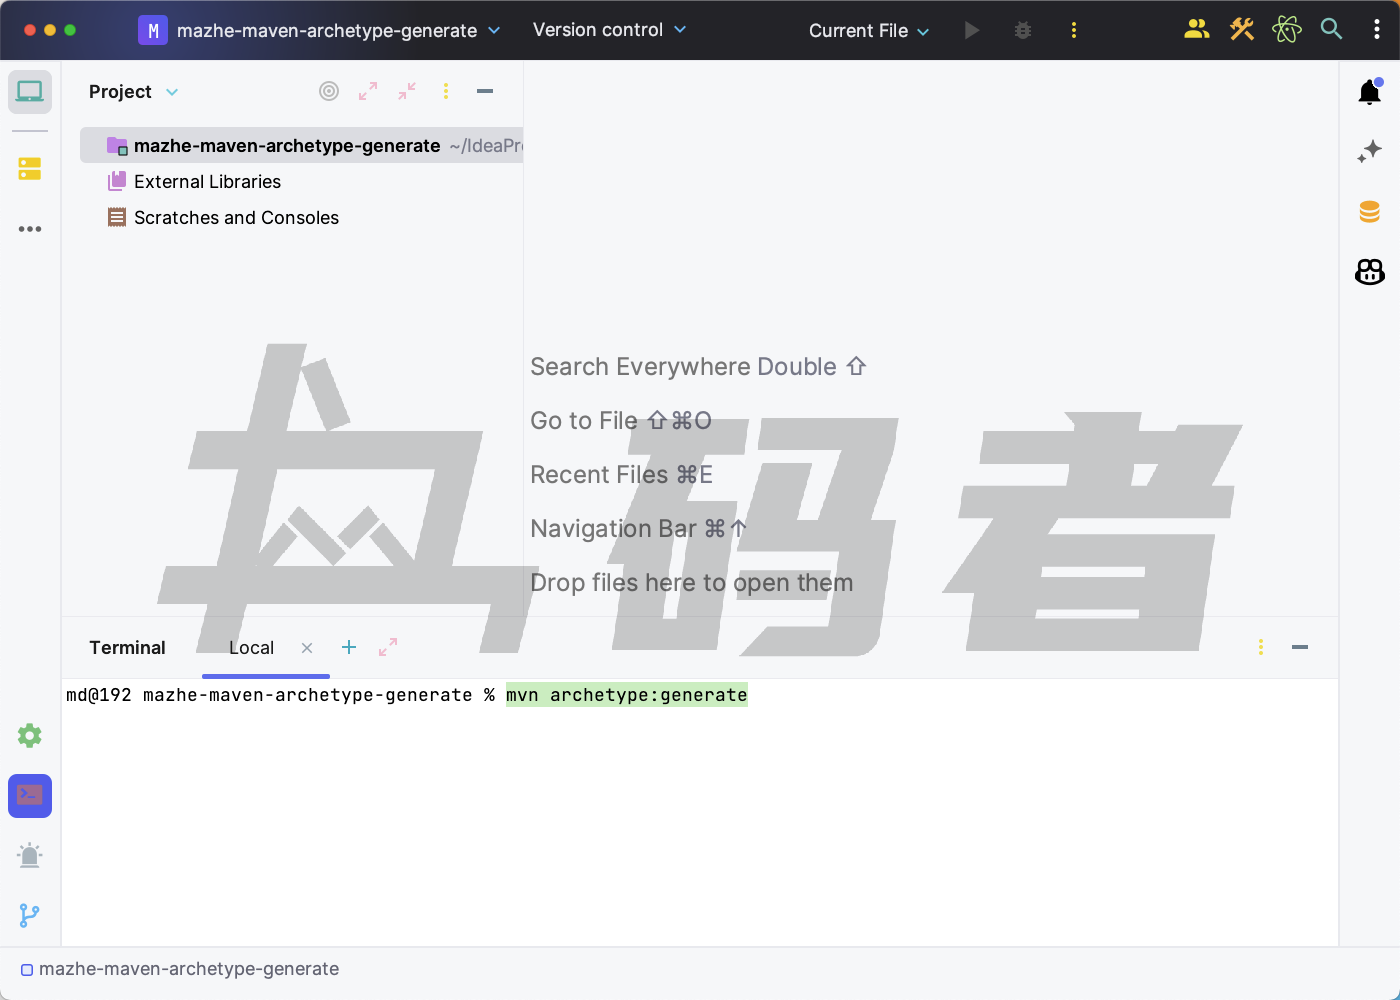 M mazhe-maven-archetype-generate Version control Current File
Project
mazhe-maven-archetype-generate ~/IdeaPr
External Libraries
Scratches and Consoles
Search Everywhere Double ⇧
Go to File ⇧⌘O
Recent Files ⌘E
Navigation Bar ⌘↑
Drop files here to open them
码者
Terminal Local
md@192 mazhe-maven-archetype-generate % mvn archetype:generate
mazhe-maven-archetype-generate